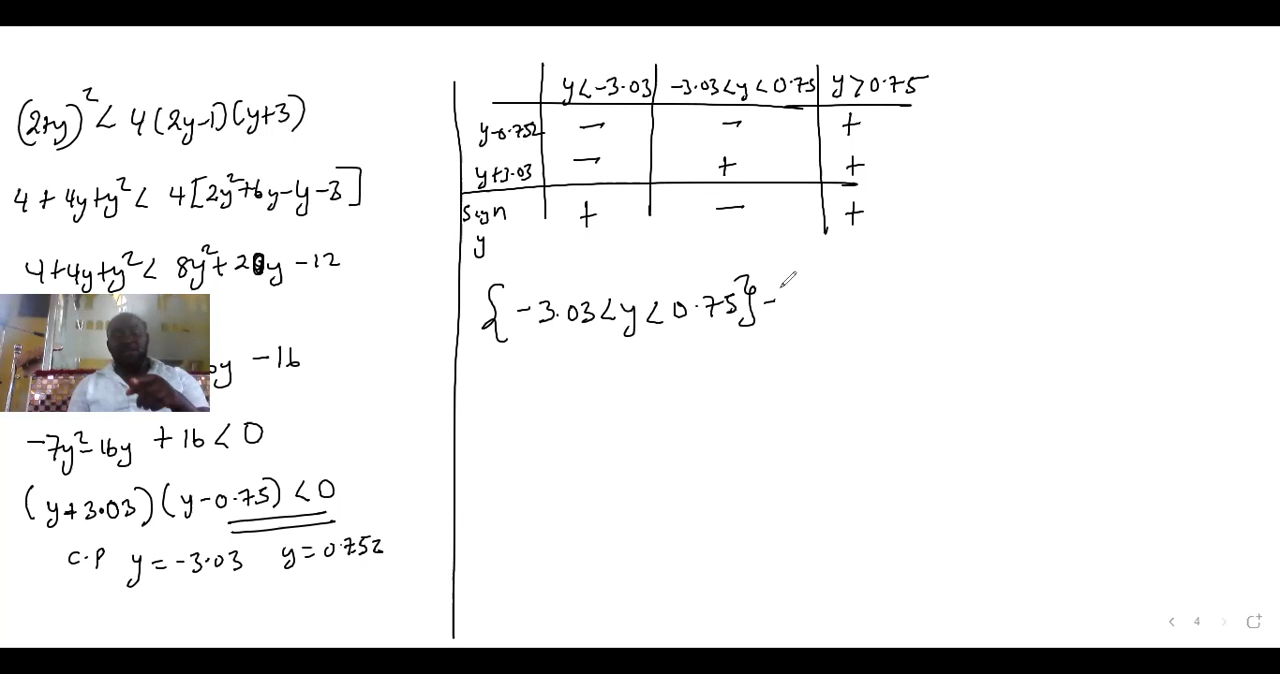 (2+y)² < 4(2y-1)(y+3)
4 + 4y+y² < 4[2y²+6y-y-3]
4+4y+y² < 8y²+20y -12
y -16
-7y²-16y + 16 < 0
(y+3.03)(y-0.75) < 0
C.P y = -3.03 y = 0.752
y<-3.03 -3.03<y<0.75 y>0.75
y-0.752 - - +
y+3.03 - + +
Sign + - +
y
{-3.03<y<0.75} -
4